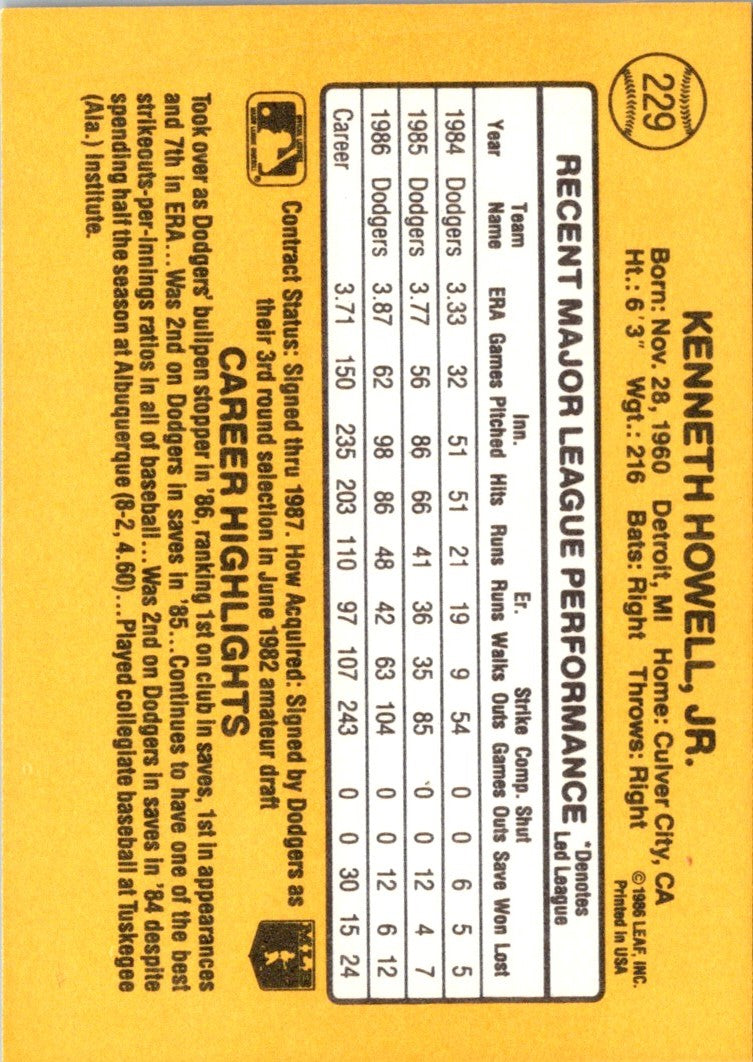 229
KENNETH HOWELL, JR.
Born: Nov. 28, 1960 Detroit, MI Home: Culver City, CA
Ht.: 6'3" Wgt.: 216 Bats: Right Throws: Right
©1986 LEAF, INC.
Printed in USA
RECENT MAJOR LEAGUE PERFORMANCE
*Denotes
Led League
Team Inn. Er. Strike Comp. Shut
Year Name ERA Games Pitched Hits Runs Runs Walks Outs Games Outs Save Won Lost
1984 Dodgers 3.33 32 51 51 21 19 9 54 0 0 6 5 5
1985 Dodgers 3.77 56 86 66 41 36 35 85 0 0 12 4 7
1986 Dodgers 3.87 62 98 86 48 42 63 104 0 0 12 6 12
Career 3.71 150 235 203 110 97 107 243 0 0 30 15 24
Contract Status: Signed thru 1987. How Acquired: Signed by Dodgers as
their 3rd round selection in June 1982 amateur draft
MLB
CAREER HIGHLIGHTS
Took over as Dodgers' bullpen stopper in '86, ranking 1st on club in saves, 1st in appearances
and 7th in ERA...Was 2nd on Dodgers in saves in '85...Continues to have one of the best
strikeouts-per-innings ratios in all of baseball...Was 2nd on Dodgers in saves in '84 despite
spending half the season at Albuquerque (8-2, 4.60)...Played collegiate baseball at Tuskegee
(Ala.) Institute.